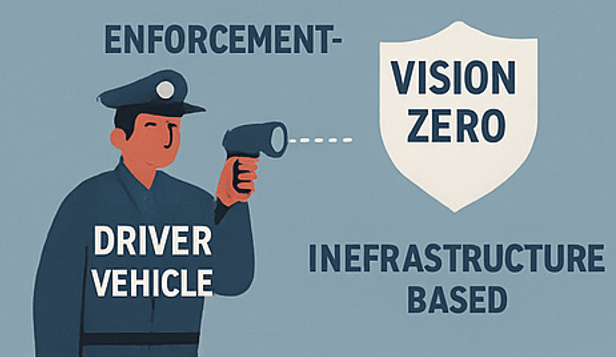 ENFORCEMENT-
VISION
ZERO
DRIVER
VEHICLE
INEFRASTRUCTURE
BASED